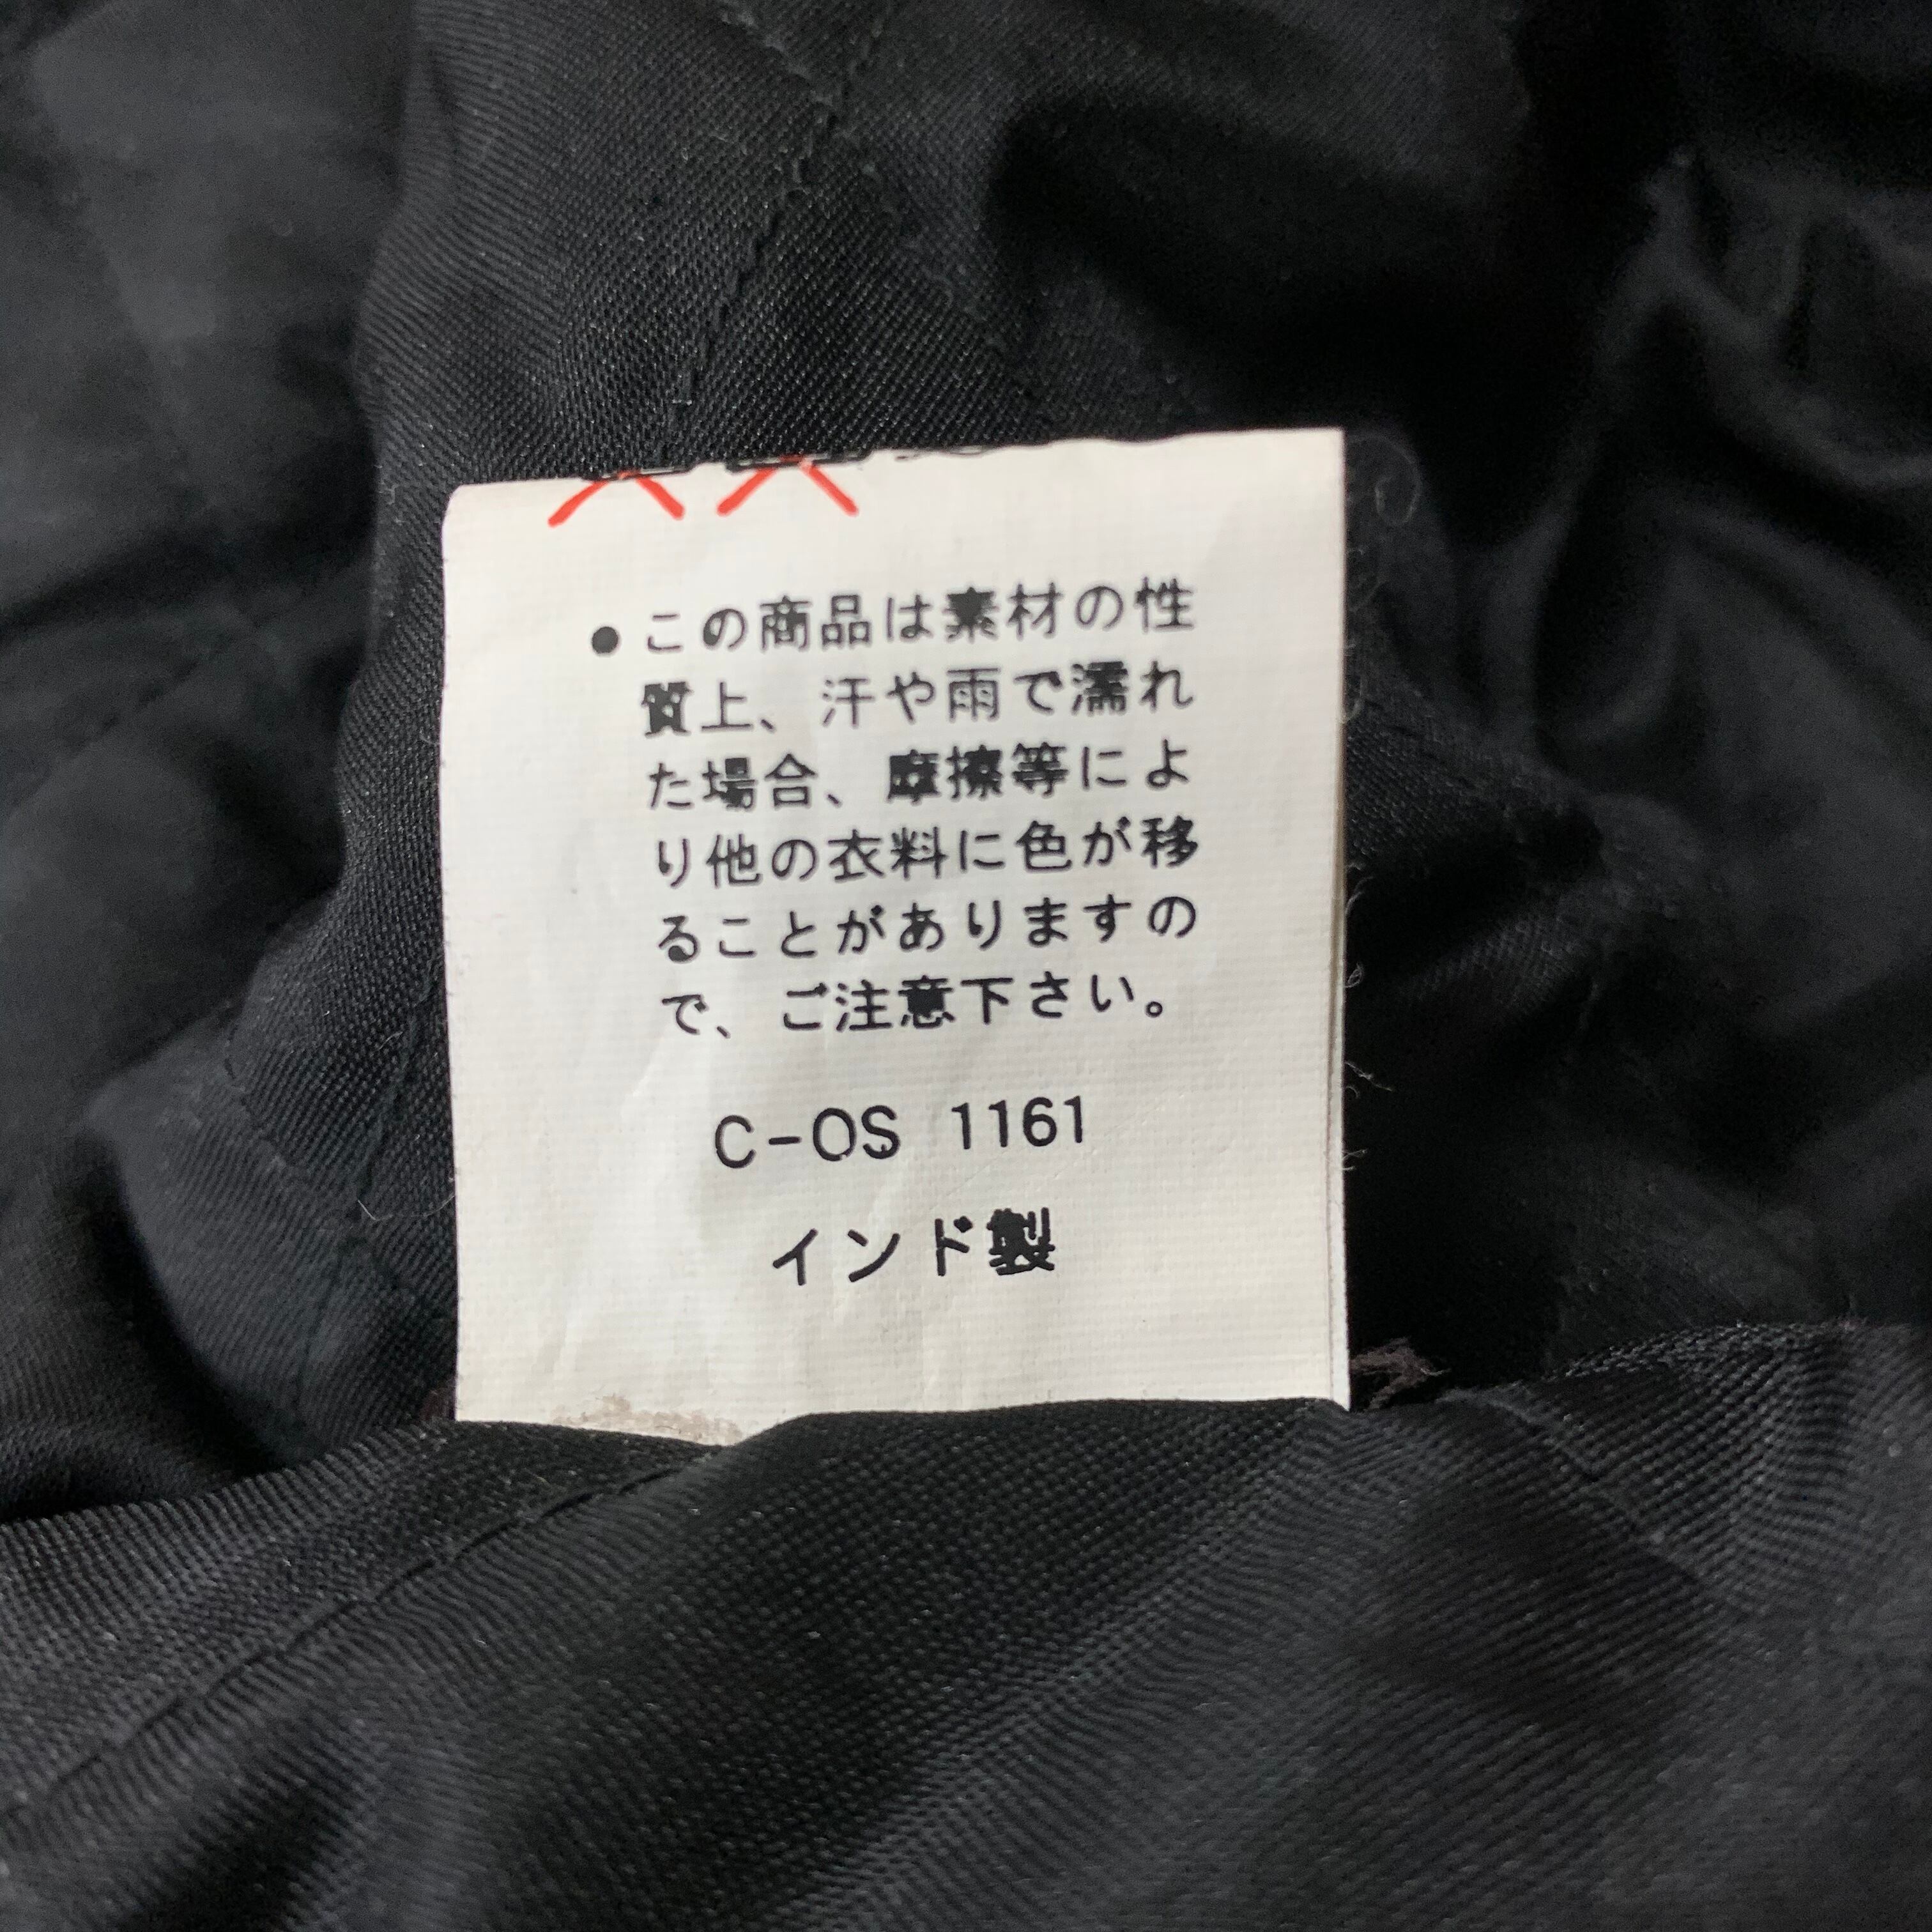 ●この商品は素材の性
質上、汗や雨で濡れ
た場合、摩擦等によ
り他の衣料に色が移
ることがありますの
で、ご注意下さい。
C-OS 1161
インド製